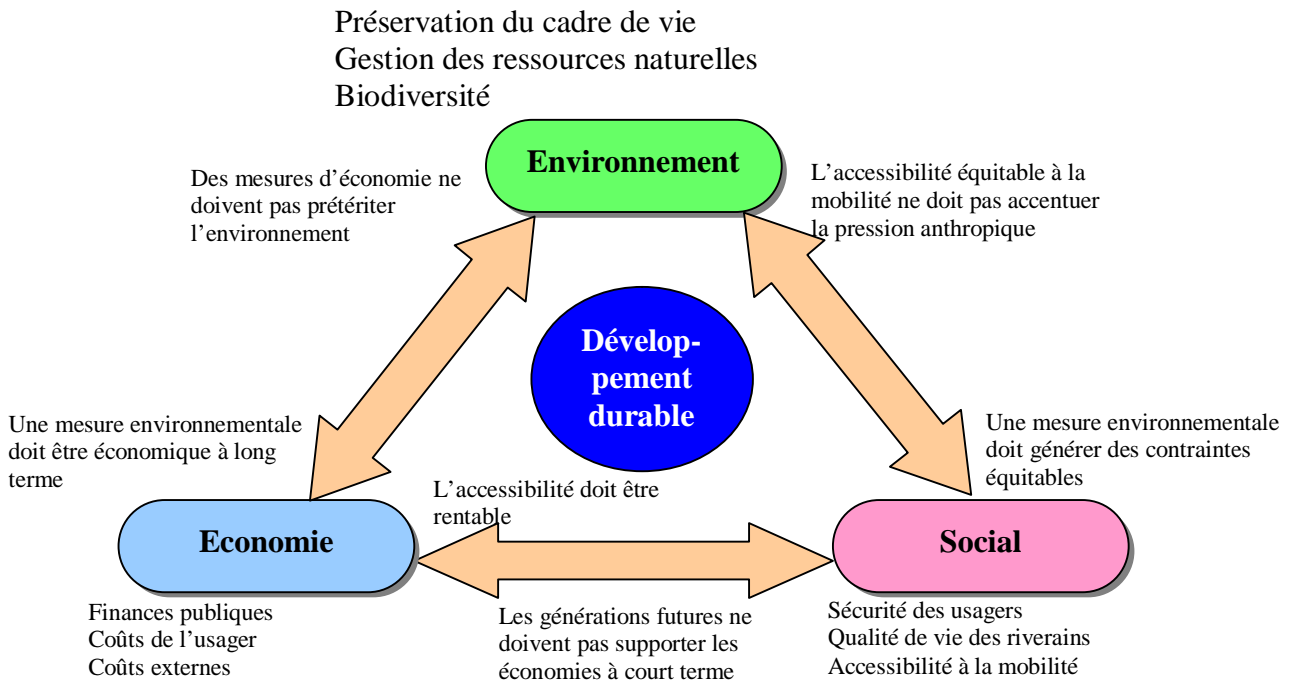 Préservation du cadre de vie
Gestion des ressources naturelles
Biodiversité
Environnement
Des mesures d’économie ne
doivent pas prétériter
l’environnement
L’accessibilité équitable à la
mobilité ne doit pas accentuer
la pression anthropique
Dévelop-
pement
durable
Une mesure environnementale
doit être économique à long
terme
Une mesure environnementale
doit générer des contraintes
équitables
L’accessibilité doit être
rentable
Economie
Social
Finances publiques
Coûts de l’usager
Coûts externes
Les générations futures ne
doivent pas supporter les
économies à court terme
Sécurité des usagers
Qualité de vie des riverains
Accessibilité à la mobilité